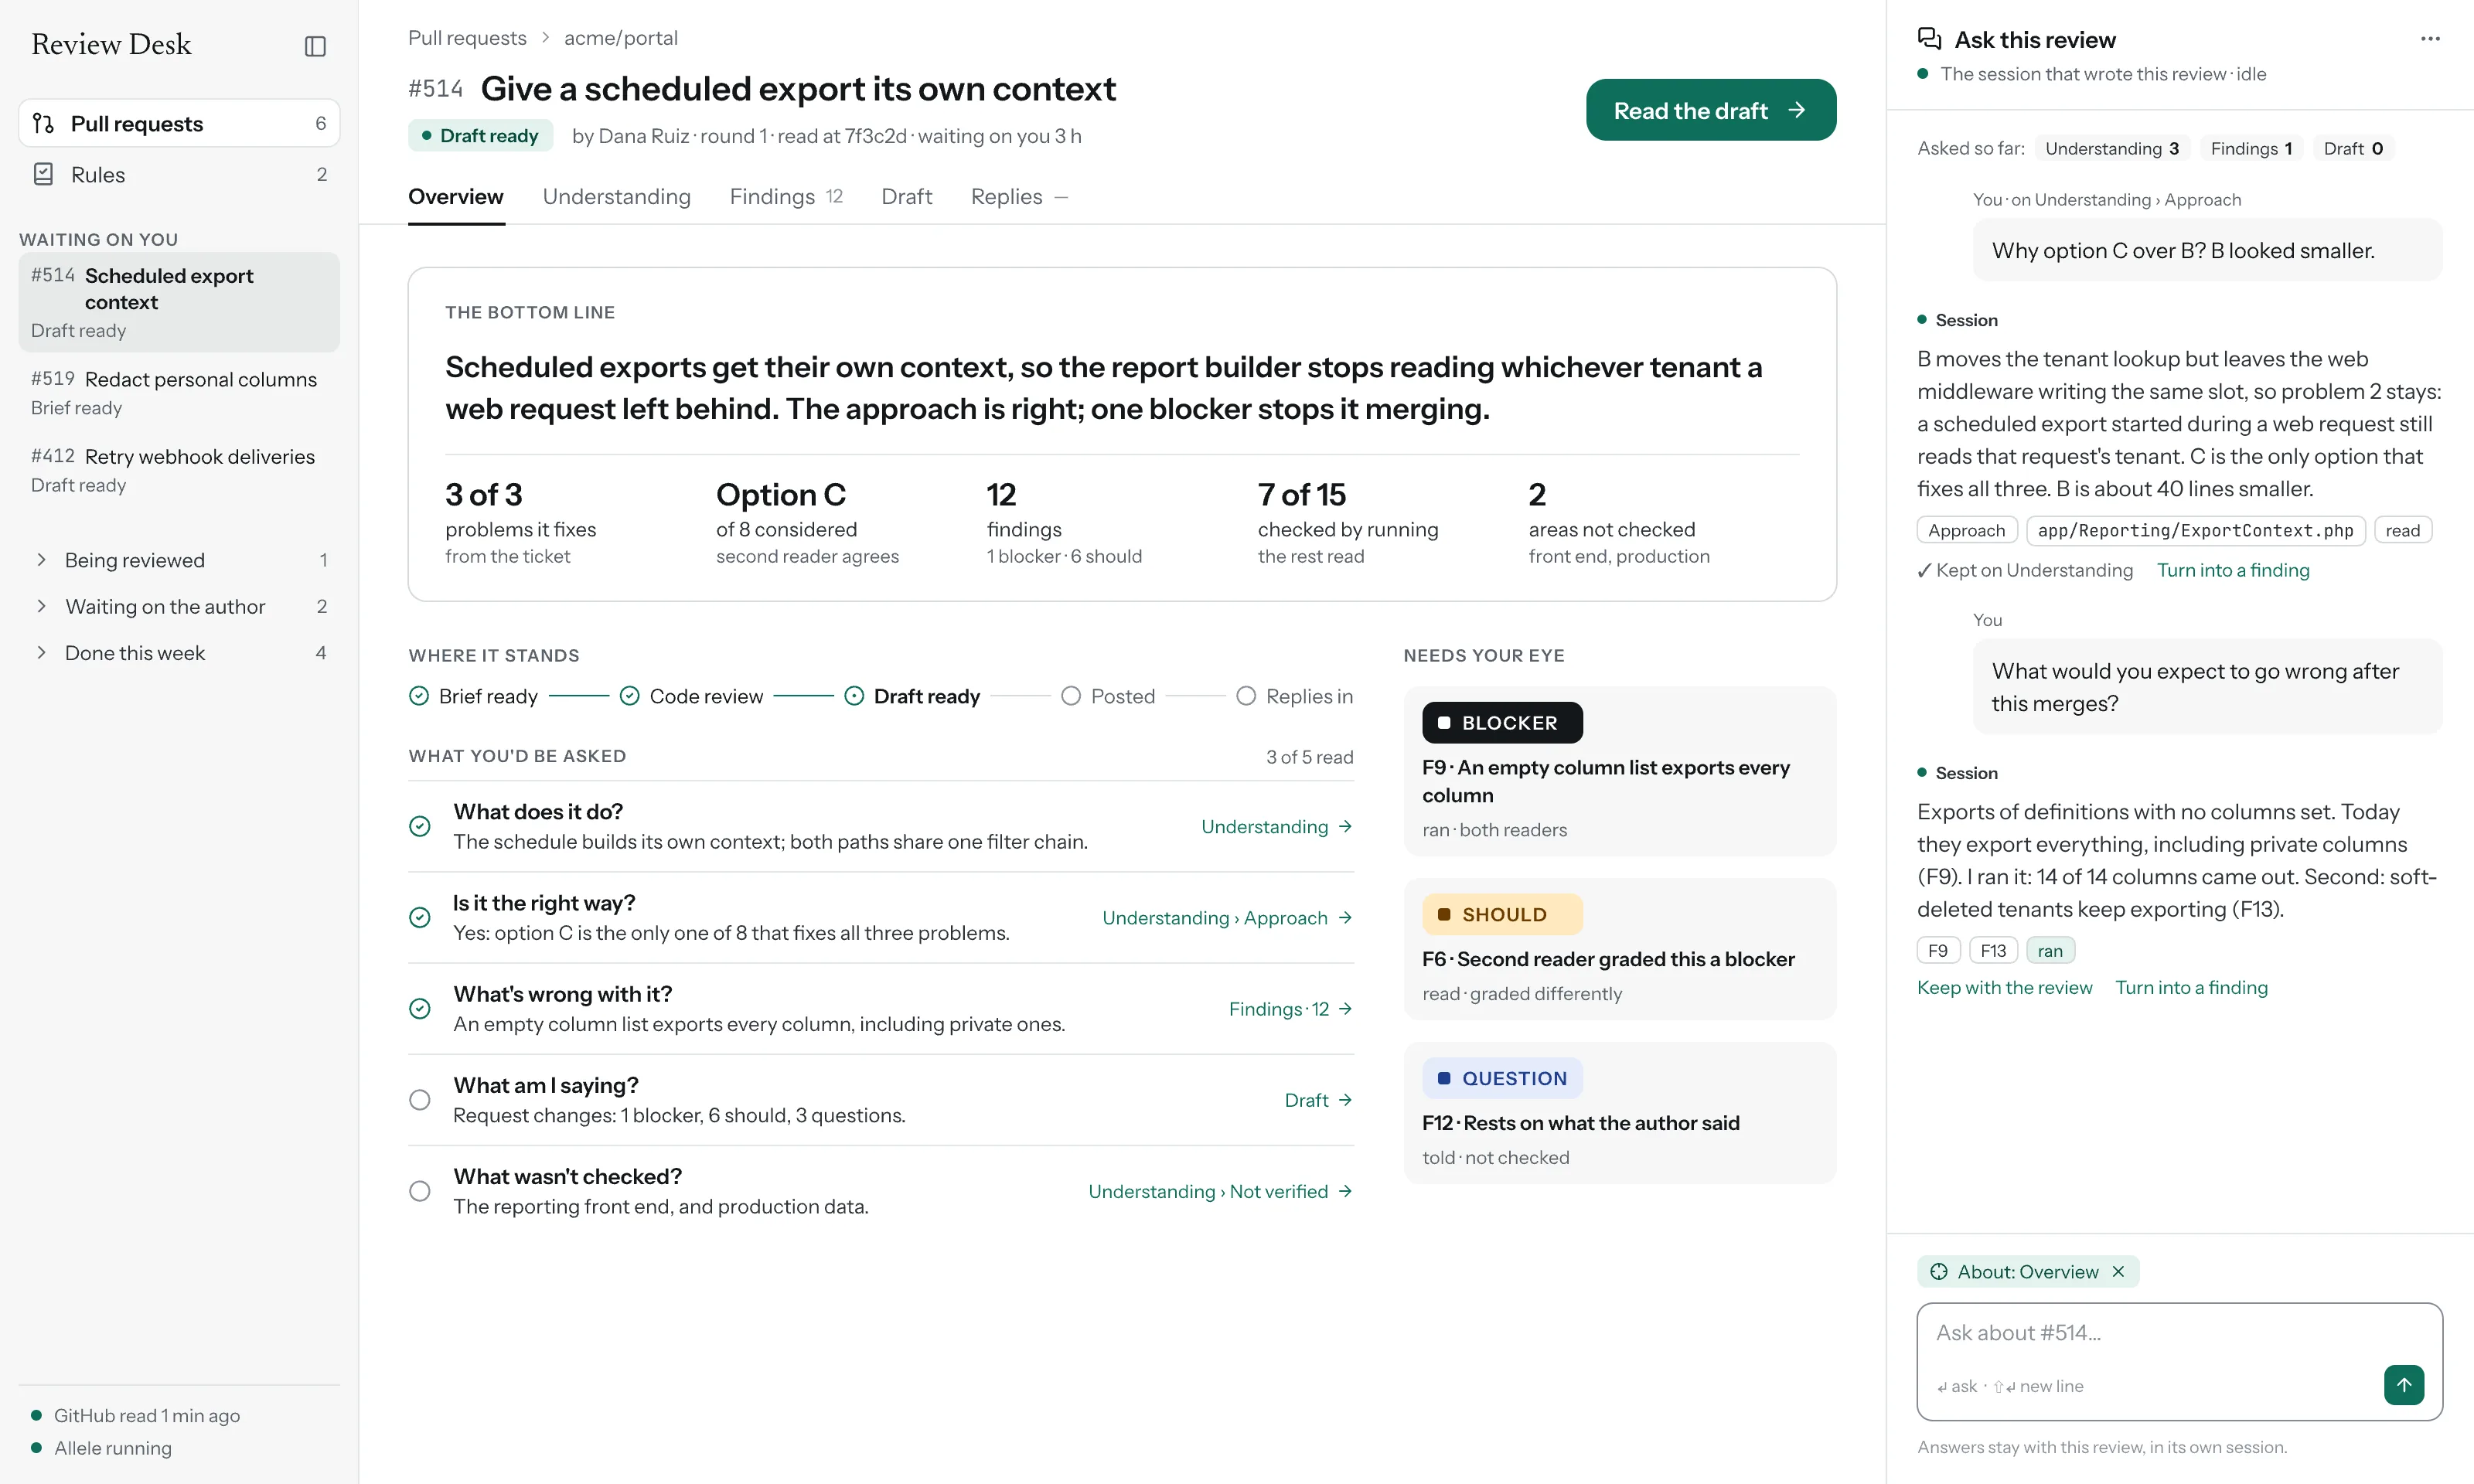 Review Desk
Pull requests 6
Rules 2
WAITING ON YOU
#514 Scheduled export
context
Draft ready
#519 Redact personal columns
Brief ready
#412 Retry webhook deliveries
Draft ready
Being reviewed 1
Waiting on the author 2
Done this week 4
GitHub read 1 min ago
Allele running
Pull requests › acme/portal
#514 Give a scheduled export its own context
Draft ready by Dana Ruiz · round 1 · read at 7f3c2d · waiting on you 3 h
Read the draft →
Overview Understanding Findings 12 Draft Replies —
THE BOTTOM LINE
Scheduled exports get their own context, so the report builder stops reading whichever tenant a
web request left behind. The approach is right; one blocker stops it merging.
3 of 3
problems it fixes
from the ticket
Option C
of 8 considered
second reader agrees
12
findings
1 blocker · 6 should
7 of 15
checked by running
the rest read
2
areas not checked
front end, production
WHERE IT STANDS
Brief ready Code review Draft ready Posted Replies in
WHAT YOU'D BE ASKED 3 of 5 read
What does it do?
The schedule builds its own context; both paths share one filter chain.
Understanding →
Is it the right way?
Yes: option C is the only one of 8 that fixes all three problems.
Understanding › Approach →
What's wrong with it?
An empty column list exports every column, including private ones.
Findings · 12 →
What am I saying?
Request changes: 1 blocker, 6 should, 3 questions.
Draft →
What wasn't checked?
The reporting front end, and production data.
Understanding › Not verified →
NEEDS YOUR EYE
BLOCKER
F9 · An empty column list exports every
column
ran · both readers
SHOULD
F6 · Second reader graded this a blocker
read · graded differently
QUESTION
F12 · Rests on what the author said
told · not checked
Ask this review
The session that wrote this review · idle
Asked so far: Understanding 3 Findings 1 Draft 0
You · on Understanding › Approach
Why option C over B? B looked smaller.
Session
B moves the tenant lookup but leaves the web
middleware writing the same slot, so problem 2 stays:
a scheduled export started during a web request still
reads that request's tenant. C is the only option that
fixes all three. B is about 40 lines smaller.
Approach app/Reporting/ExportContext.php read
✓ Kept on Understanding Turn into a finding
You
What would you expect to go wrong after
this merges?
Session
Exports of definitions with no columns set. Today
they export everything, including private columns
(F9). I ran it: 14 of 14 columns came out. Second: soft-
deleted tenants keep exporting (F13).
F9 F13 ran
Keep with the review Turn into a finding
About: Overview ×
Ask about #514…
↲ ask · ⇧↲ new line
Answers stay with this review, in its own session.